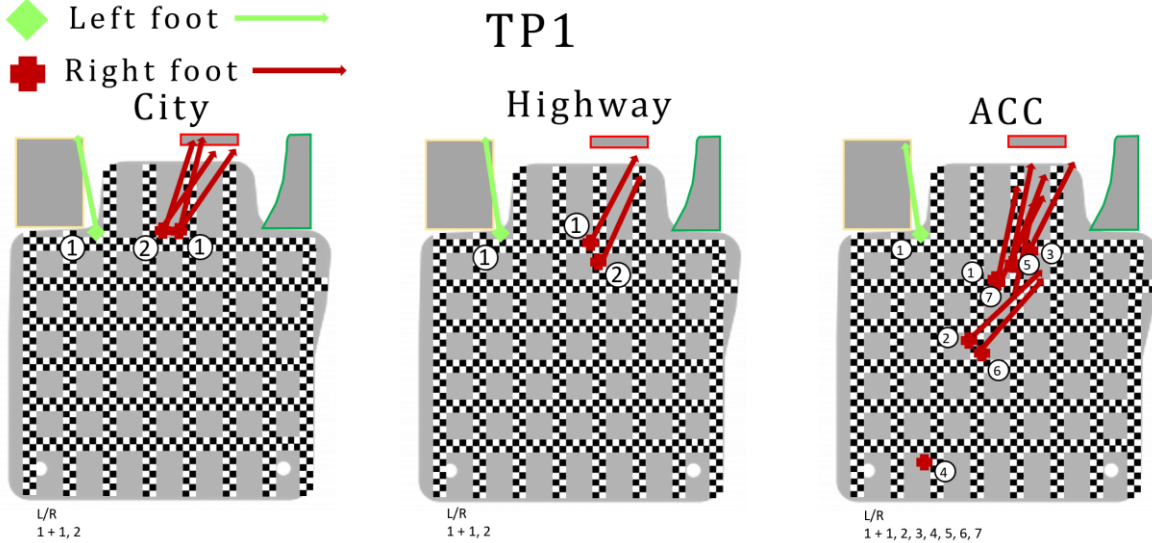 Left foot
TP1
Right foot
City
Highway
ACC
1
2
1
1
1
2
1
1
7
5
3
2
6
4
L/R
1 + 1, 2
L/R
1 + 1, 2
L/R
1 + 1, 2, 3, 4, 5, 6, 7